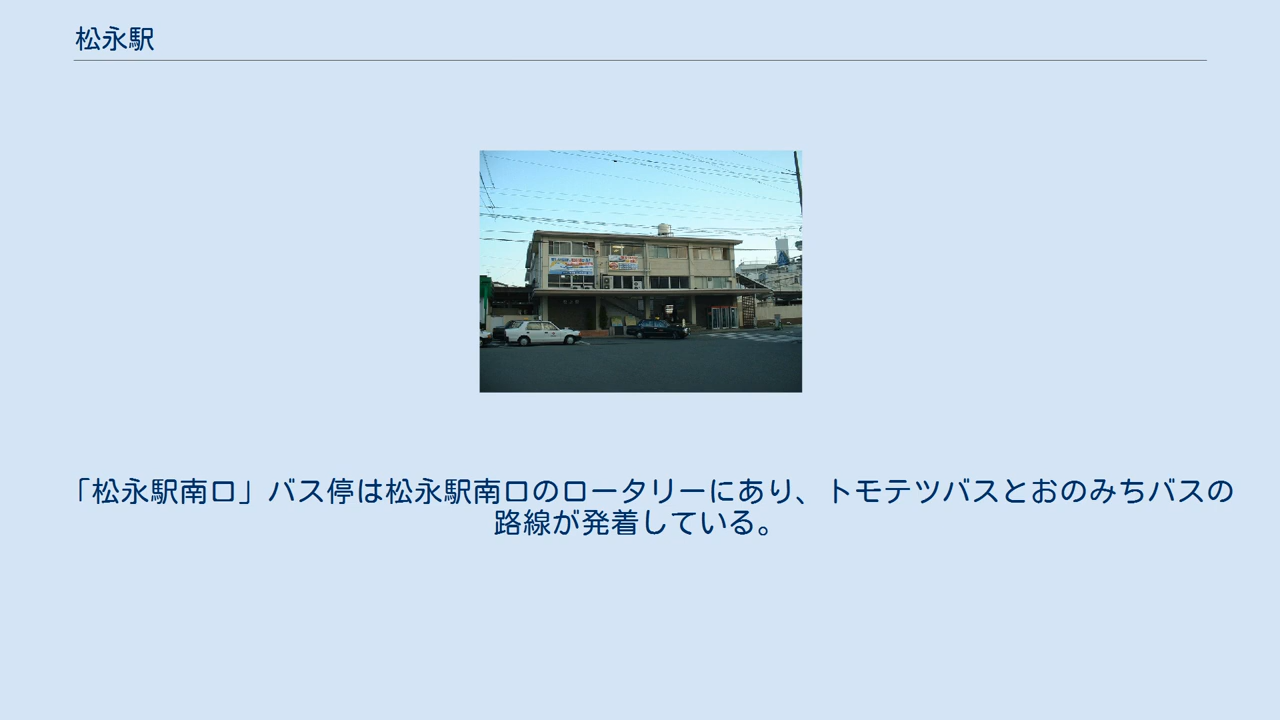 松永駅
「松永駅南口」バス停は松永駅南口のロータリーにあり、トモテツバスとおのみちバスの
路線が発着している。